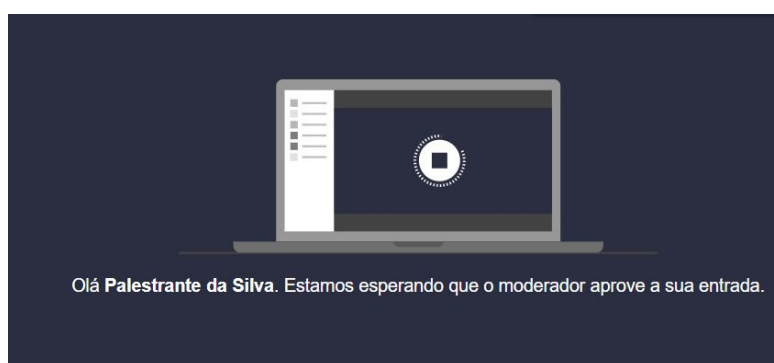 Olá Palestrante da Silva. Estamos esperando que o moderador aprove a sua entrada.